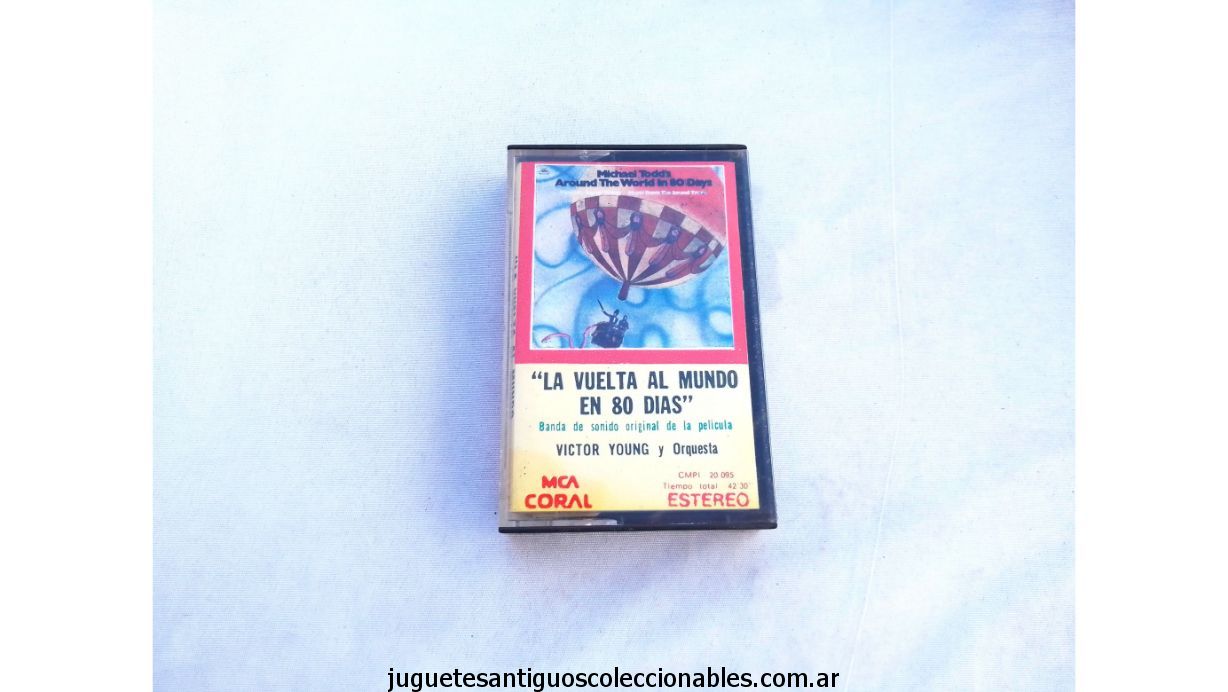 Michael Todd's
Around The World In 80 Days
"LA VUELTA AL MUNDO
EN 80 DIAS"
Banda de sonido original de la pelicula
VICTOR YOUNG y Orquesta
MCA
CORAL
CMPI 20.095
Tiempo total 42'30"
ESTEREO
juguetesantiguoscoleccionables.com.ar